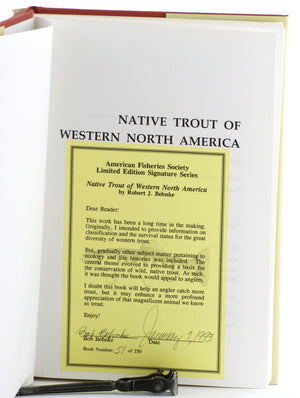 NATIVE TROUT OF
WESTERN NORTH AMERICA
American Fisheries Society
Limited Edition Signature Series
Native Trout of Western North America
by Robert J. Behnke
Dear Reader:
This work has been a long time in the making.
Originally, I intended to provide information on
classification and the survival status for the great
diversity of western trout.
But, gradually other subject matter pertaining to
ecology and life histories was included. The
central theme evolved to providing a basis for
the conservation of wild, native trout. As such,
it was thought the book would appeal to anglers.
I doubt this book will help an angler catch more
trout, but it may enhance a more profound
appreciation of that magnificent animal we know
as trout.
Enjoy!
Bob Behnke January 7, 1993
Bob Behnke Date
Book Number: 51 of 250